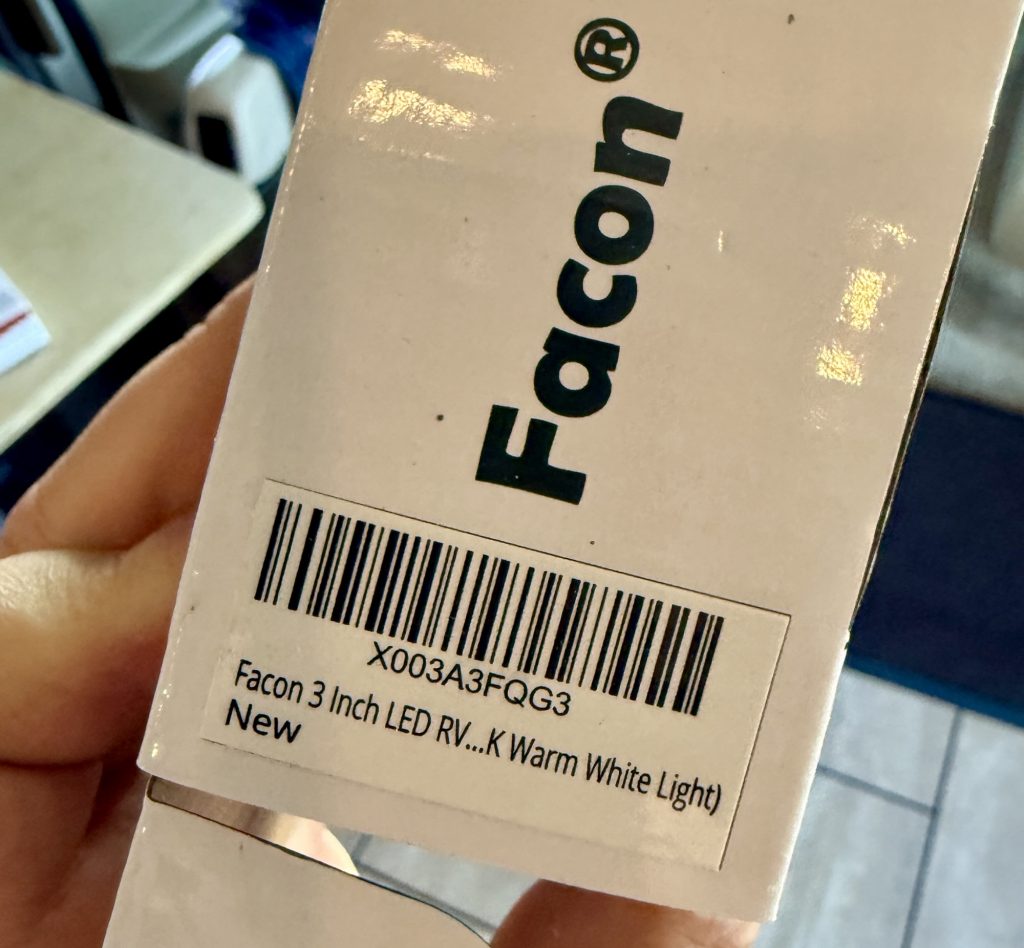 Facon®
X003A3FQG3
Facon 3 Inch LED RV...K Warm White Light)
New